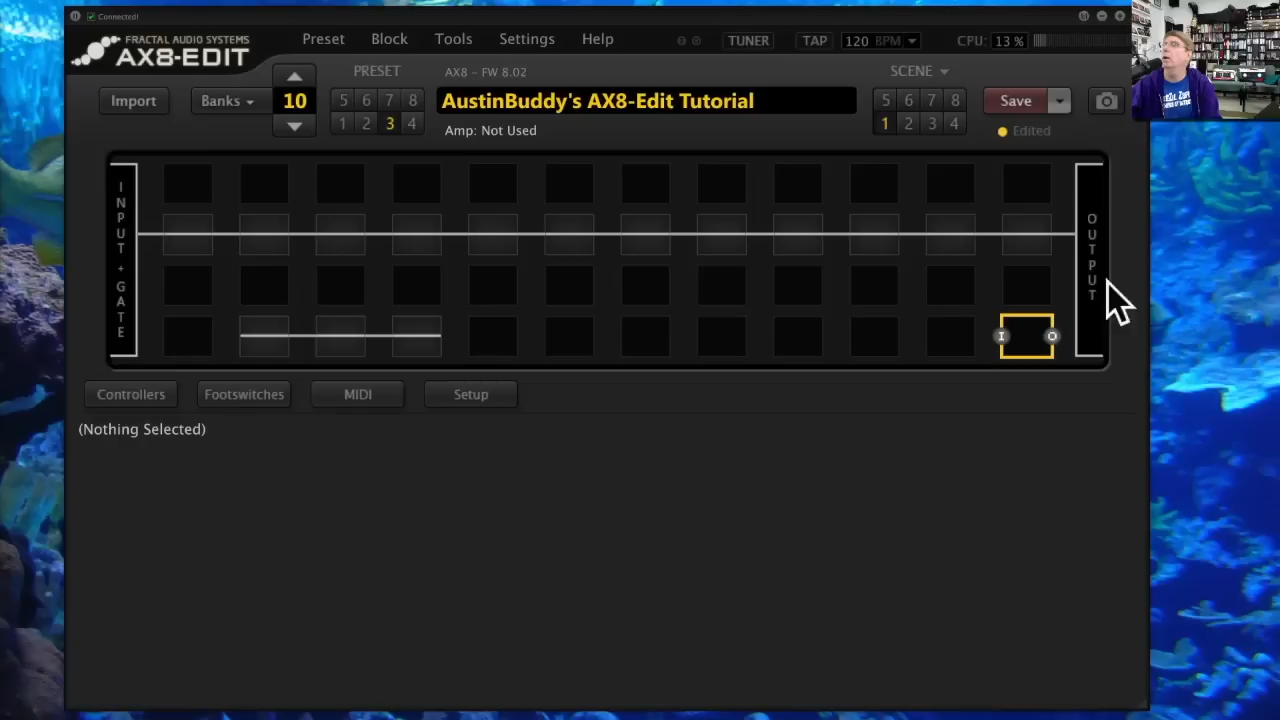 Connected!
FRACTAL AUDIO SYSTEMS
AX8-EDIT
Preset Block Tools Settings Help
TUNER TAP 120 BPM CPU: 13 %
PRESET
AX8 – FW 8.02
SCENE
Import Banks 10
5 6 7 8
1 2 3 4
AustinBuddy's AX8-Edit Tutorial
Amp: Not Used
5 6 7 8
1 2 3 4
Save
Edited
INPUT + GATE
OUTPUT
I O
Controllers Footswitches MIDI Setup
(Nothing Selected)